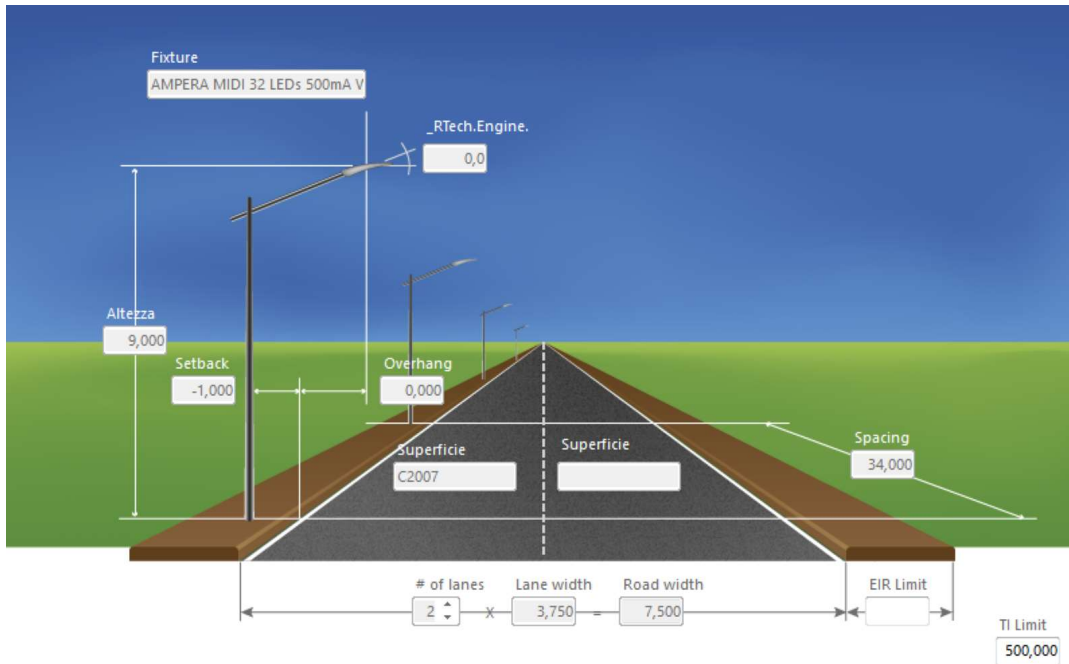 Fixture
AMPERA MIDI 32 LEDs 500mA V
_RTech.Engine.
0,0
Altezza
9,000
Setback
-1,000
Overhang
0,000
Superficie
C2007
Superficie
Spacing
34,000
# of lanes
Lane width
Road width
EIR Limit
2 X 3,750 = 7,500
TI Limit
500,000